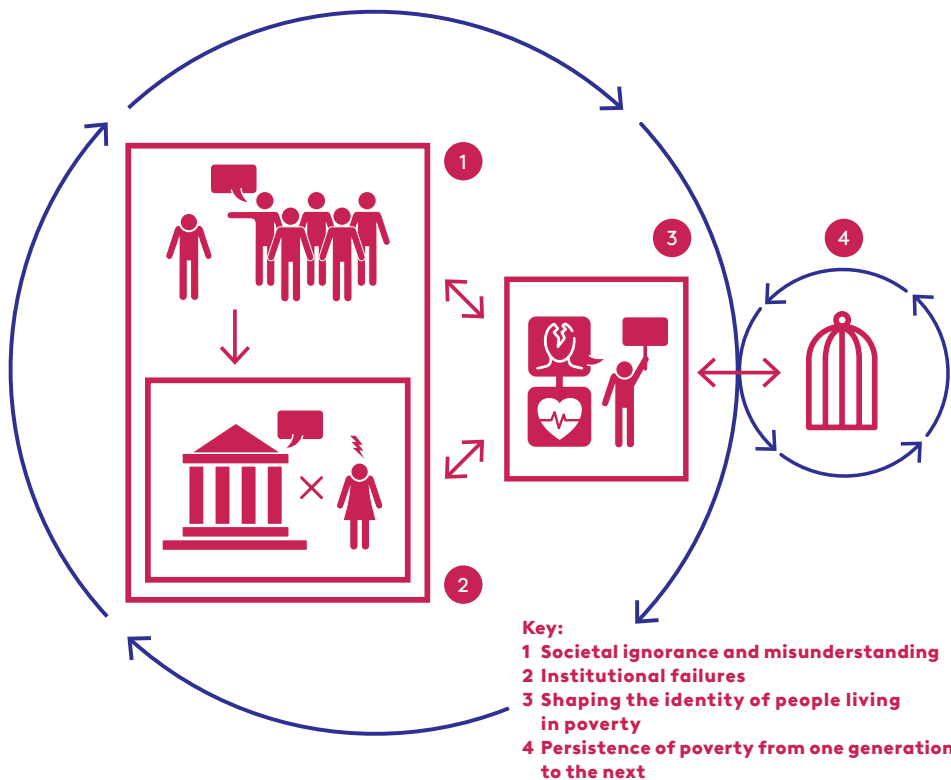 1
3
4
2
Key:
1 Societal ignorance and misunderstanding
2 Institutional failures
3 Shaping the identity of people living
in poverty
4 Persistence of poverty from one generation
to the next